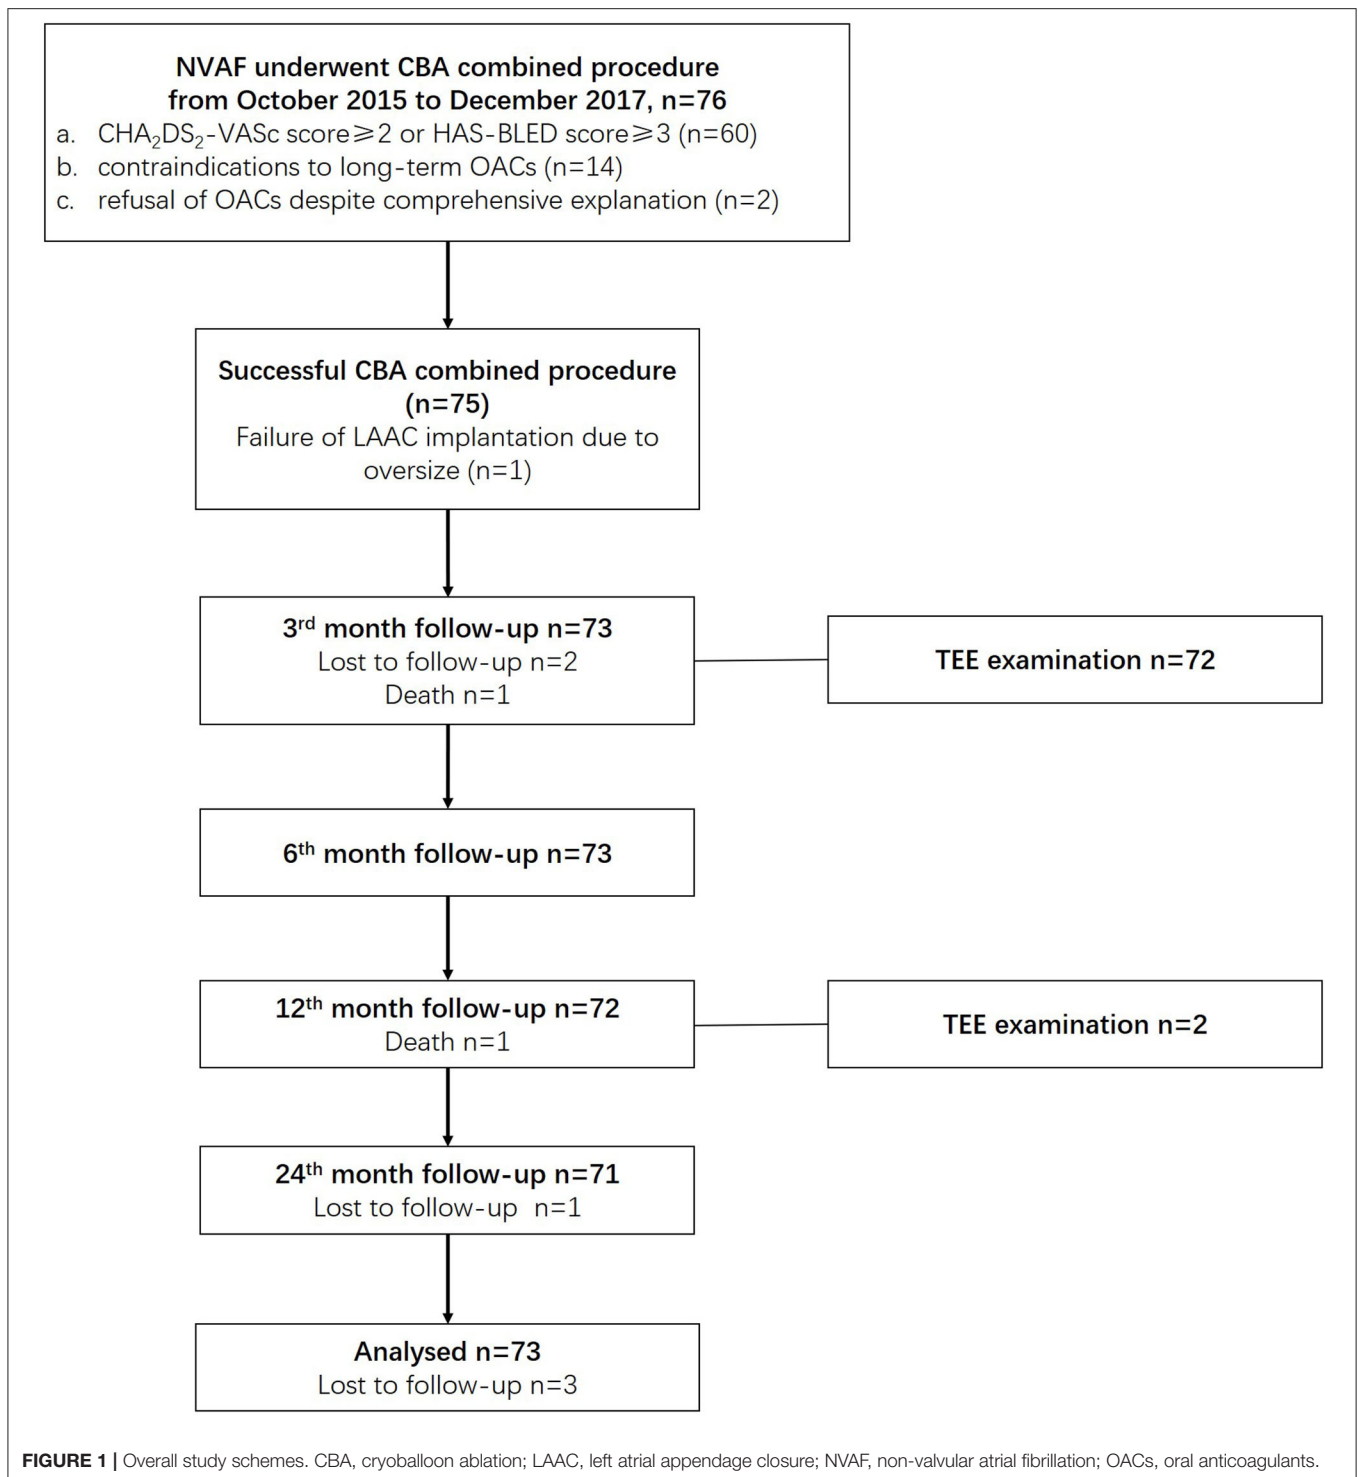 NVAF underwent CBA combined procedure
from October 2015 to December 2017, n=76
a. CHA₂DS₂-VASc score⩾2 or HAS-BLED score⩾3 (n=60)
b. contraindications to long-term OACs (n=14)
c. refusal of OACs despite comprehensive explanation (n=2)
Successful CBA combined procedure
(n=75)
Failure of LAAC implantation due to
oversize (n=1)
3rd month follow-up n=73
Lost to follow-up n=2
Death n=1
TEE examination n=72
6th month follow-up n=73
12th month follow-up n=72
Death n=1
TEE examination n=2
24th month follow-up n=71
Lost to follow-up n=1
Analysed n=73
Lost to follow-up n=3
FIGURE 1 | Overall study schemes. CBA, cryoballoon ablation; LAAC, left atrial appendage closure; NVAF, non-valvular atrial fibrillation; OACs, oral anticoagulants.